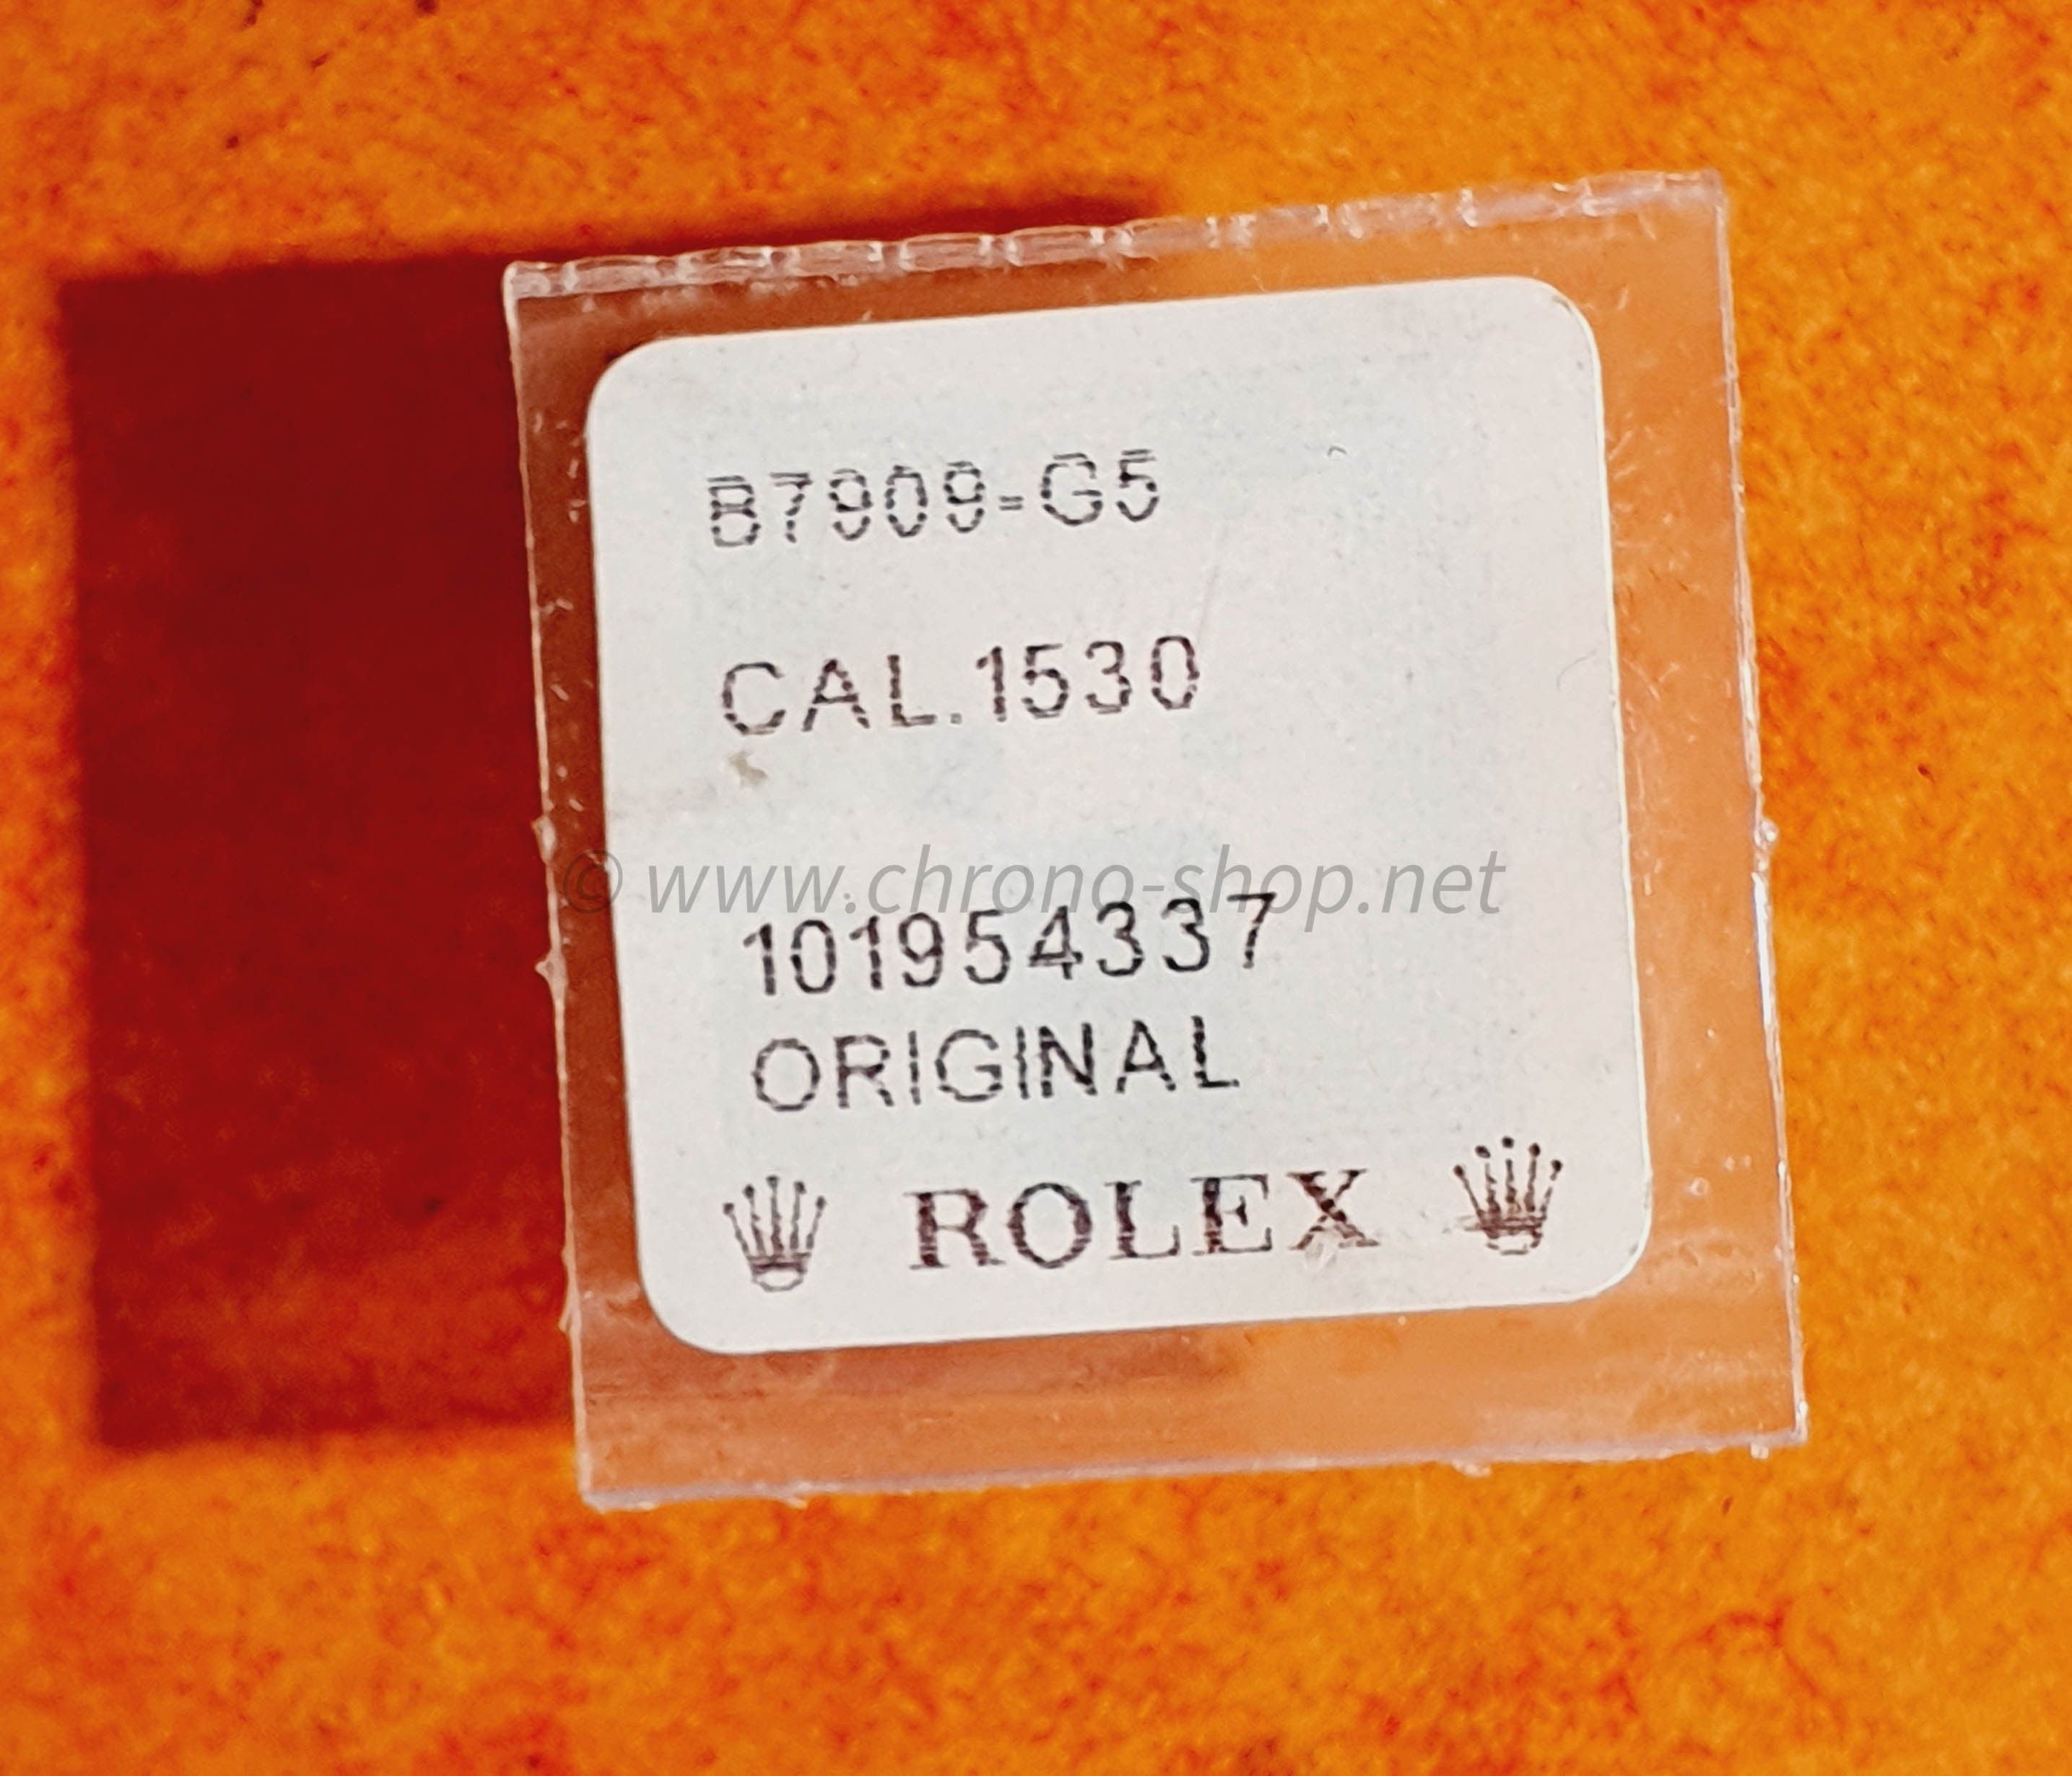 B7909-G5
CAL.1530
© www.chrono-shop.net
101954337
ORIGINAL
ROLEX